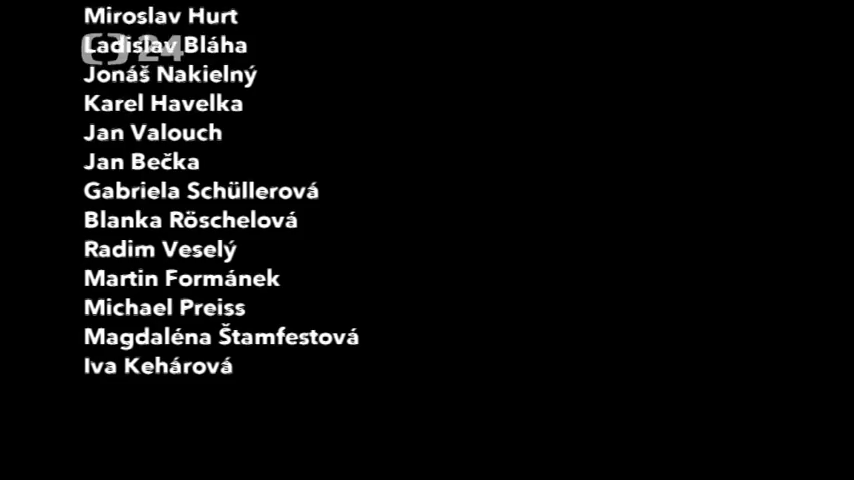 Miroslav Hurt
Ladislav Bláha
24
Jonáš Nakielný
Karel Havelka
Jan Valouch
Jan Bečka
Gabriela Schüllerová
Blanka Röschelová
Radim Veselý
Martin Formánek
Michael Preiss
Magdaléna Štamfestová
Iva Kehárová